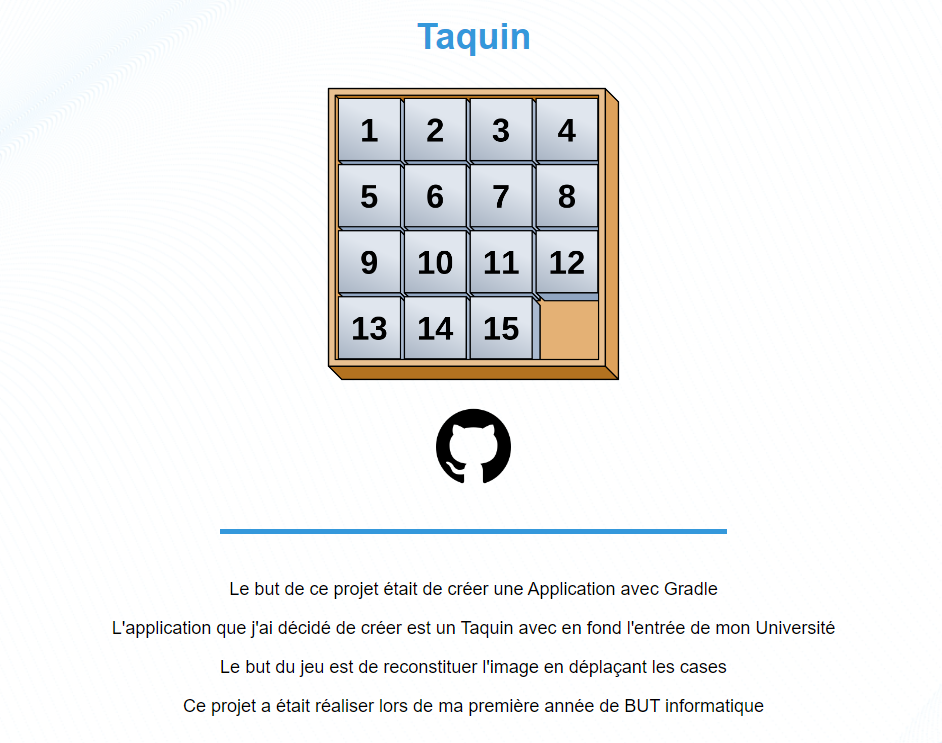 Taquin
1 2 3 4
5 6 7 8
9 10 11 12
13 14 15
Le but de ce projet était de créer une Application avec Gradle
L'application que j'ai décidé de créer est un Taquin avec en fond l'entrée de mon Université
Le but du jeu est de reconstituer l'image en déplaçant les cases
Ce projet a était réaliser lors de ma première année de BUT informatique